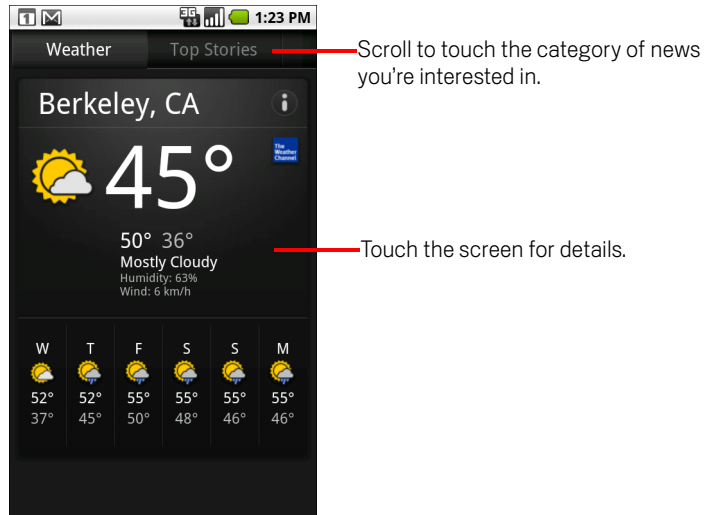 1 3G 1:23 PM
Weather Top Stories
Scroll to touch the category of news
you're interested in.
Berkeley, CA i
The
Weather
Channel
45°
50° 36°
Mostly Cloudy
Humidity: 63%
Wind: 6 km/h
Touch the screen for details.
W T F S S M
52° 52° 55° 55° 55° 55°
37° 45° 50° 48° 46° 46°